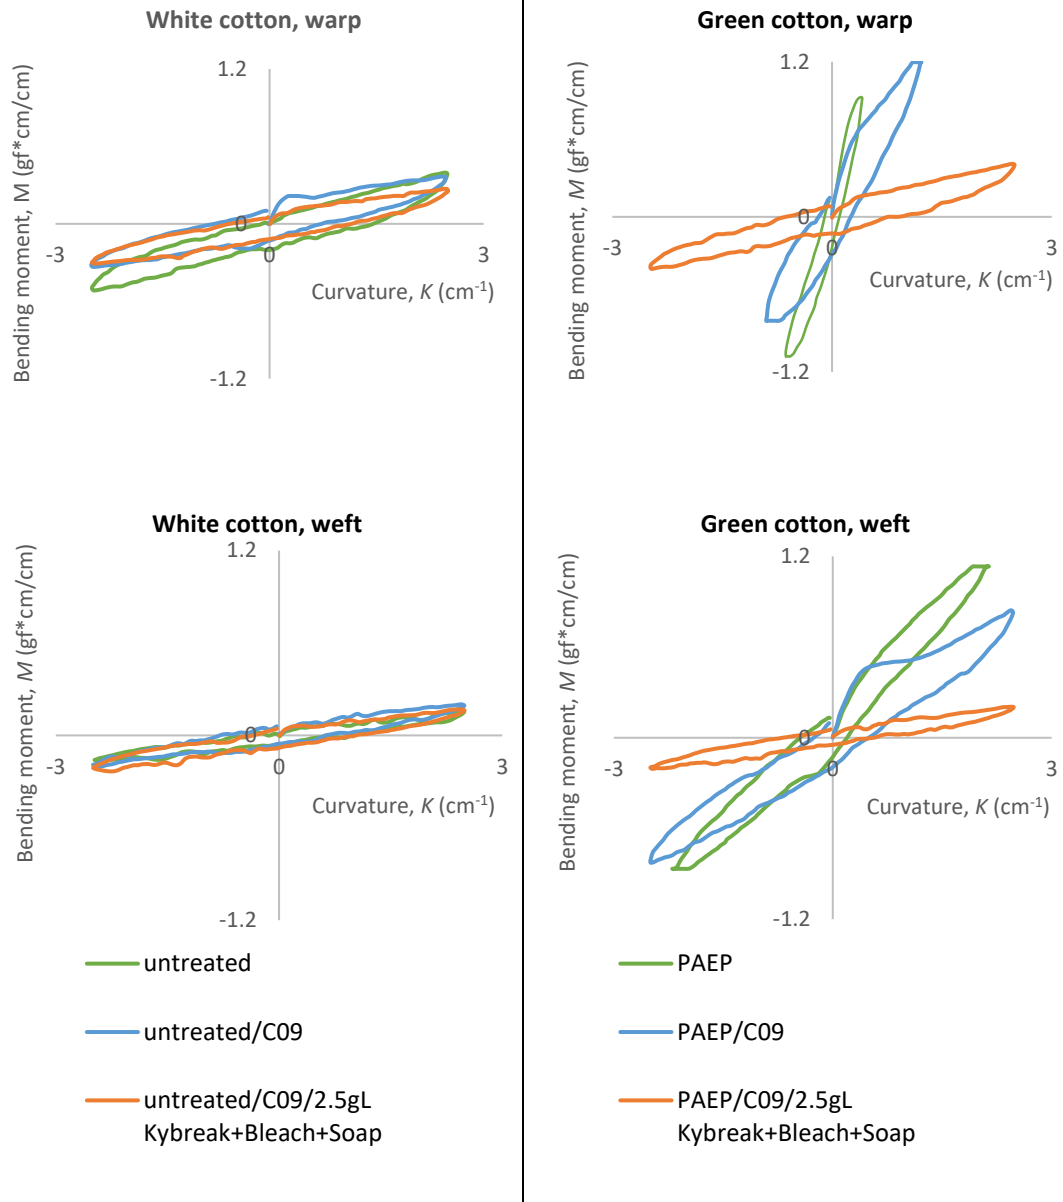 White cotton, warp
1.2
0
-3
0
3
-1.2
Bending moment, M (gf*cm/cm)
Curvature, K (cm-1)
Green cotton, warp
1.2
0
-3
0
3
-1.2
Bending moment, M (gf*cm/cm)
Curvature, K (cm-1)
White cotton, weft
1.2
0
-3
0
3
-1.2
Bending moment, M (gf*cm/cm)
Curvature, K (cm-1)
Green cotton, weft
1.2
0
-3
0
3
-1.2
Bending moment, M (gf*cm/cm)
Curvature, K (cm-1)
untreated
untreated/C09
untreated/C09/2.5gL
Kybreak+Bleach+Soap
PAEP
PAEP/C09
PAEP/C09/2.5gL
Kybreak+Bleach+Soap